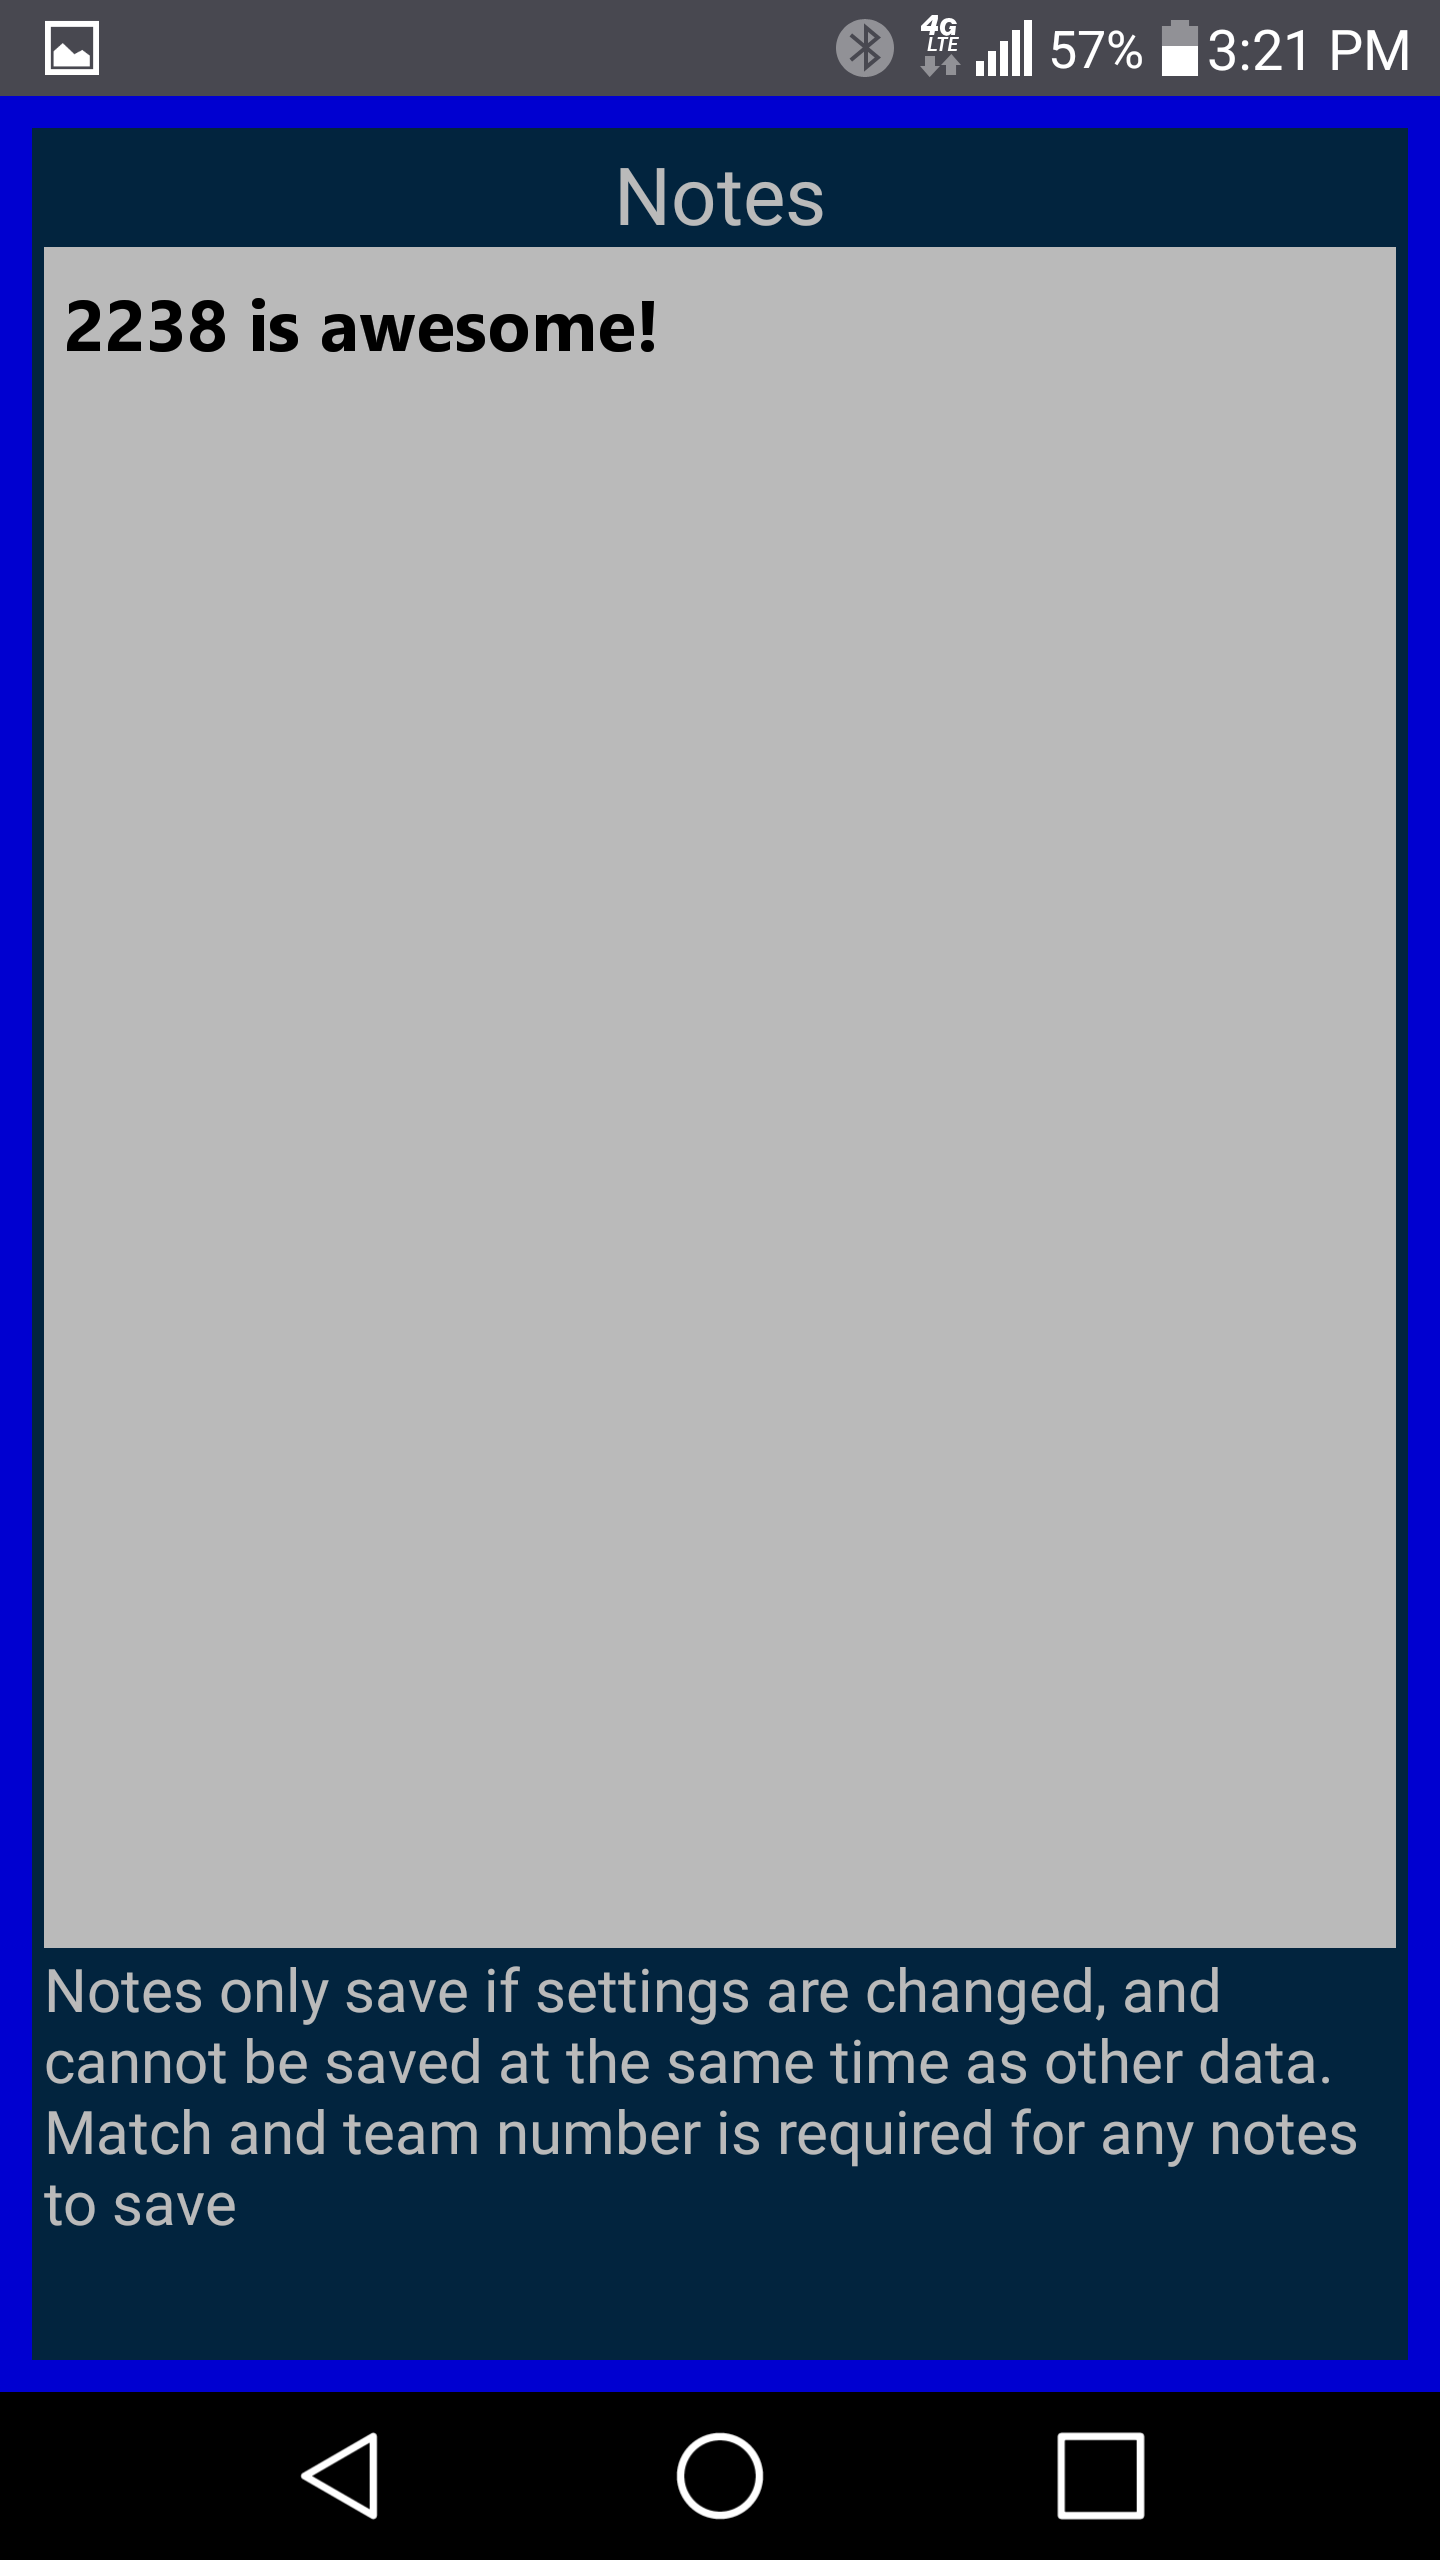 4G LTE 57% 3:21 PM
Notes
2238 is awesome!
Notes only save if settings are changed, and
cannot be saved at the same time as other data.
Match and team number is required for any notes
to save